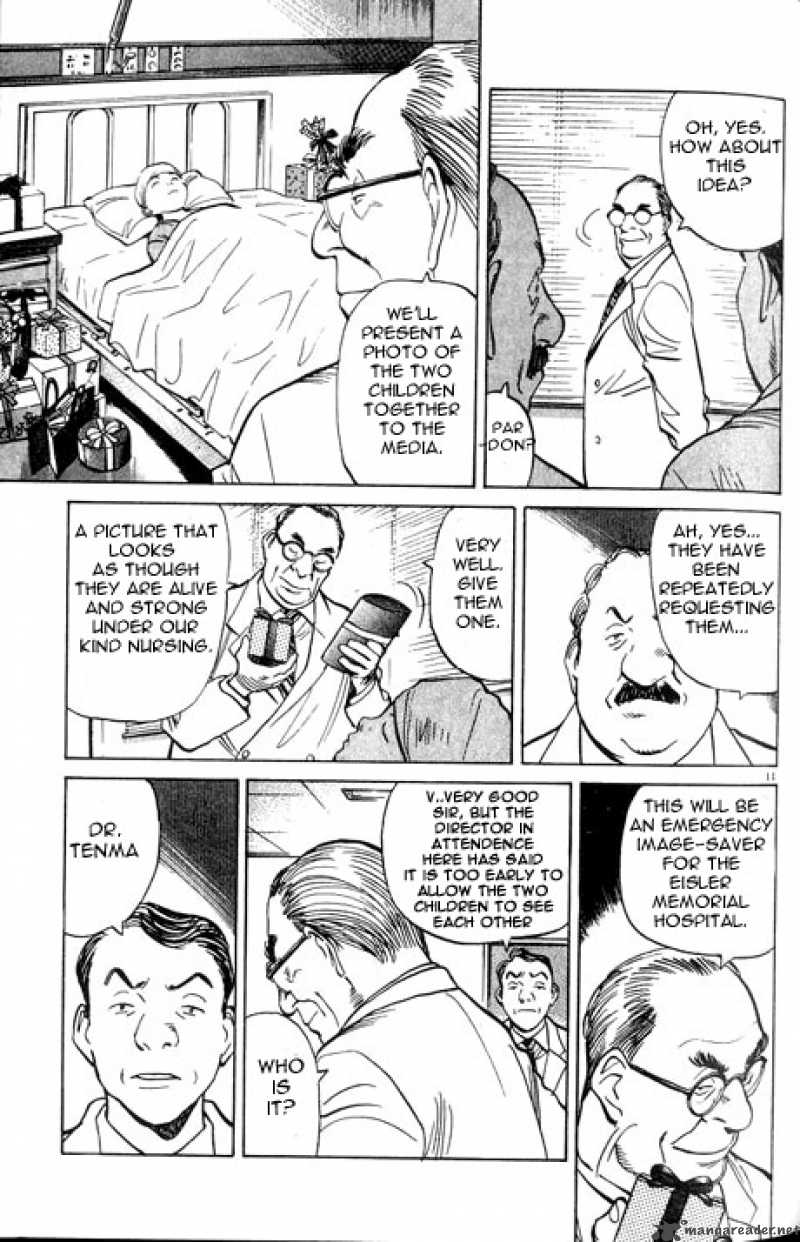 OH, YES.
HOW ABOUT
THIS
IDEA?
PAR
-DON?
WE'LL
PRESENT A
PHOTO OF
THE TWO
CHILDREN
TOGETHER
TO THE
MEDIA.
AH, YES...
THEY HAVE
BEEN
REPEATEDLY
REQUESTING
THEM...
VERY
WELL.
GIVE
THEM
ONE.
A PICTURE THAT
LOOKS
AS THOUGH
THEY ARE ALIVE
AND STRONG
UNDER OUR
KIND NURSING.
11
THIS WILL BE
AN EMERGENCY
IMAGE-SAVER
FOR THE
EISLER
MEMORIAL
HOSPITAL.
V..VERY GOOD
SIR, BUT THE
DIRECTOR IN
ATTENDENCE
HERE HAS SAID
IT IS TOO EARLY TO
ALLOW THE TWO
CHILDREN TO SEE
EACH OTHER
WHO
IS
IT?
DR.
TENMA
mangareader.net